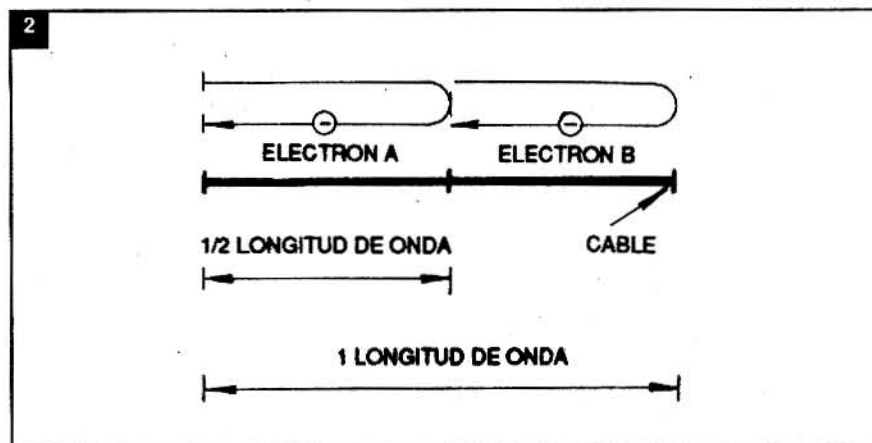 2
ELECTRON A ELECTRON B
1/2 LONGITUD DE ONDA CABLE
1 LONGITUD DE ONDA